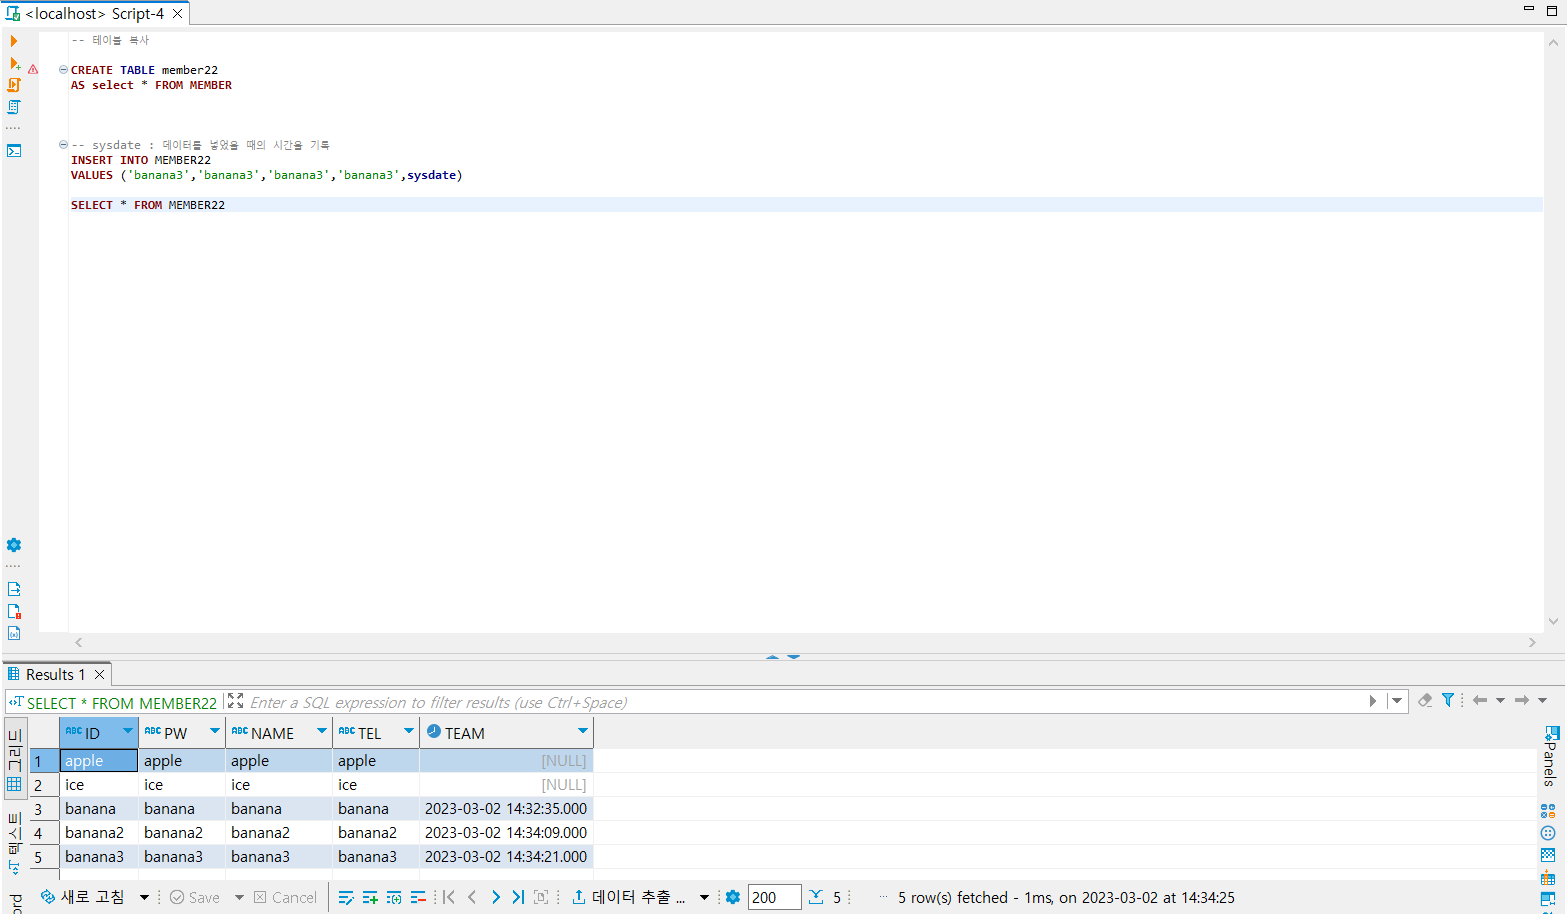 <localhost> Script-4
-- 테이블 복사
CREATE TABLE member22
AS select * FROM MEMBER
-- sysdate : 데이터를 넣었을 때의 시간을 기록
INSERT INTO MEMBER22
VALUES ('banana3','banana3','banana3','banana3',sysdate)
SELECT * FROM MEMBER22
Results 1
SELECT * FROM MEMBER22 Enter a SQL expression to filter results (use Ctrl+Space)
그리드
텍스트
ABC ID ABC PW ABC NAME ABC TEL TEAM
1 apple apple apple apple [NULL]
2 ice ice ice ice [NULL]
3 banana banana banana banana 2023-03-02 14:32:35.000
4 banana2 banana2 banana2 banana2 2023-03-02 14:34:09.000
5 banana3 banana3 banana3 banana3 2023-03-02 14:34:21.000
Panels
새로 고침 Save Cancel 데이터 추출 ... 200 5 5 row(s) fetched - 1ms, on 2023-03-02 at 14:34:25